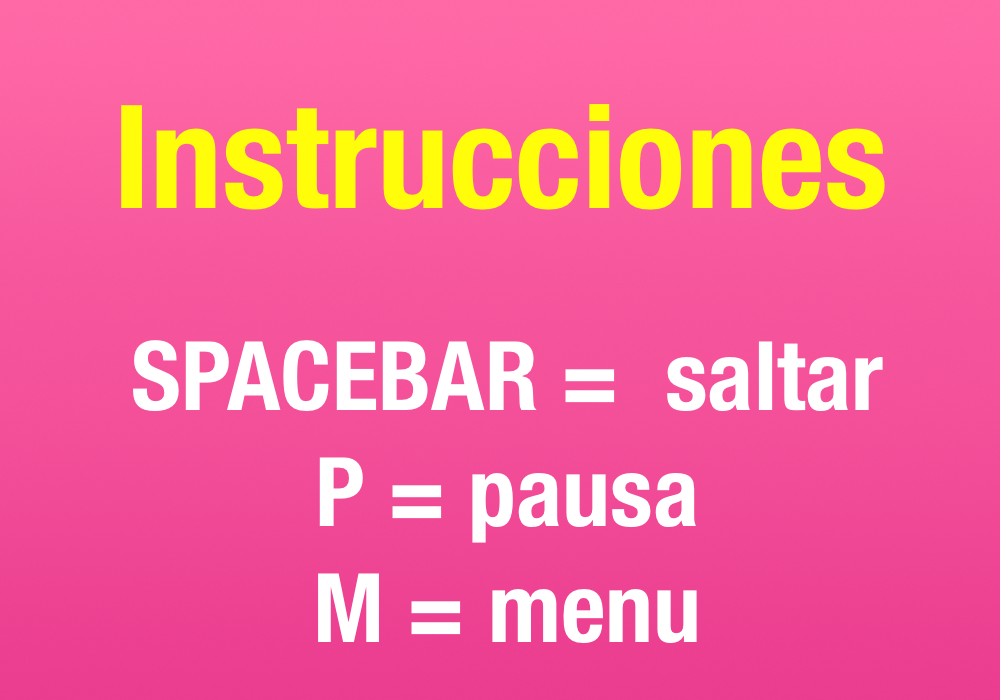 Instrucciones
SPACEBAR = saltar
P = pausa
M = menu